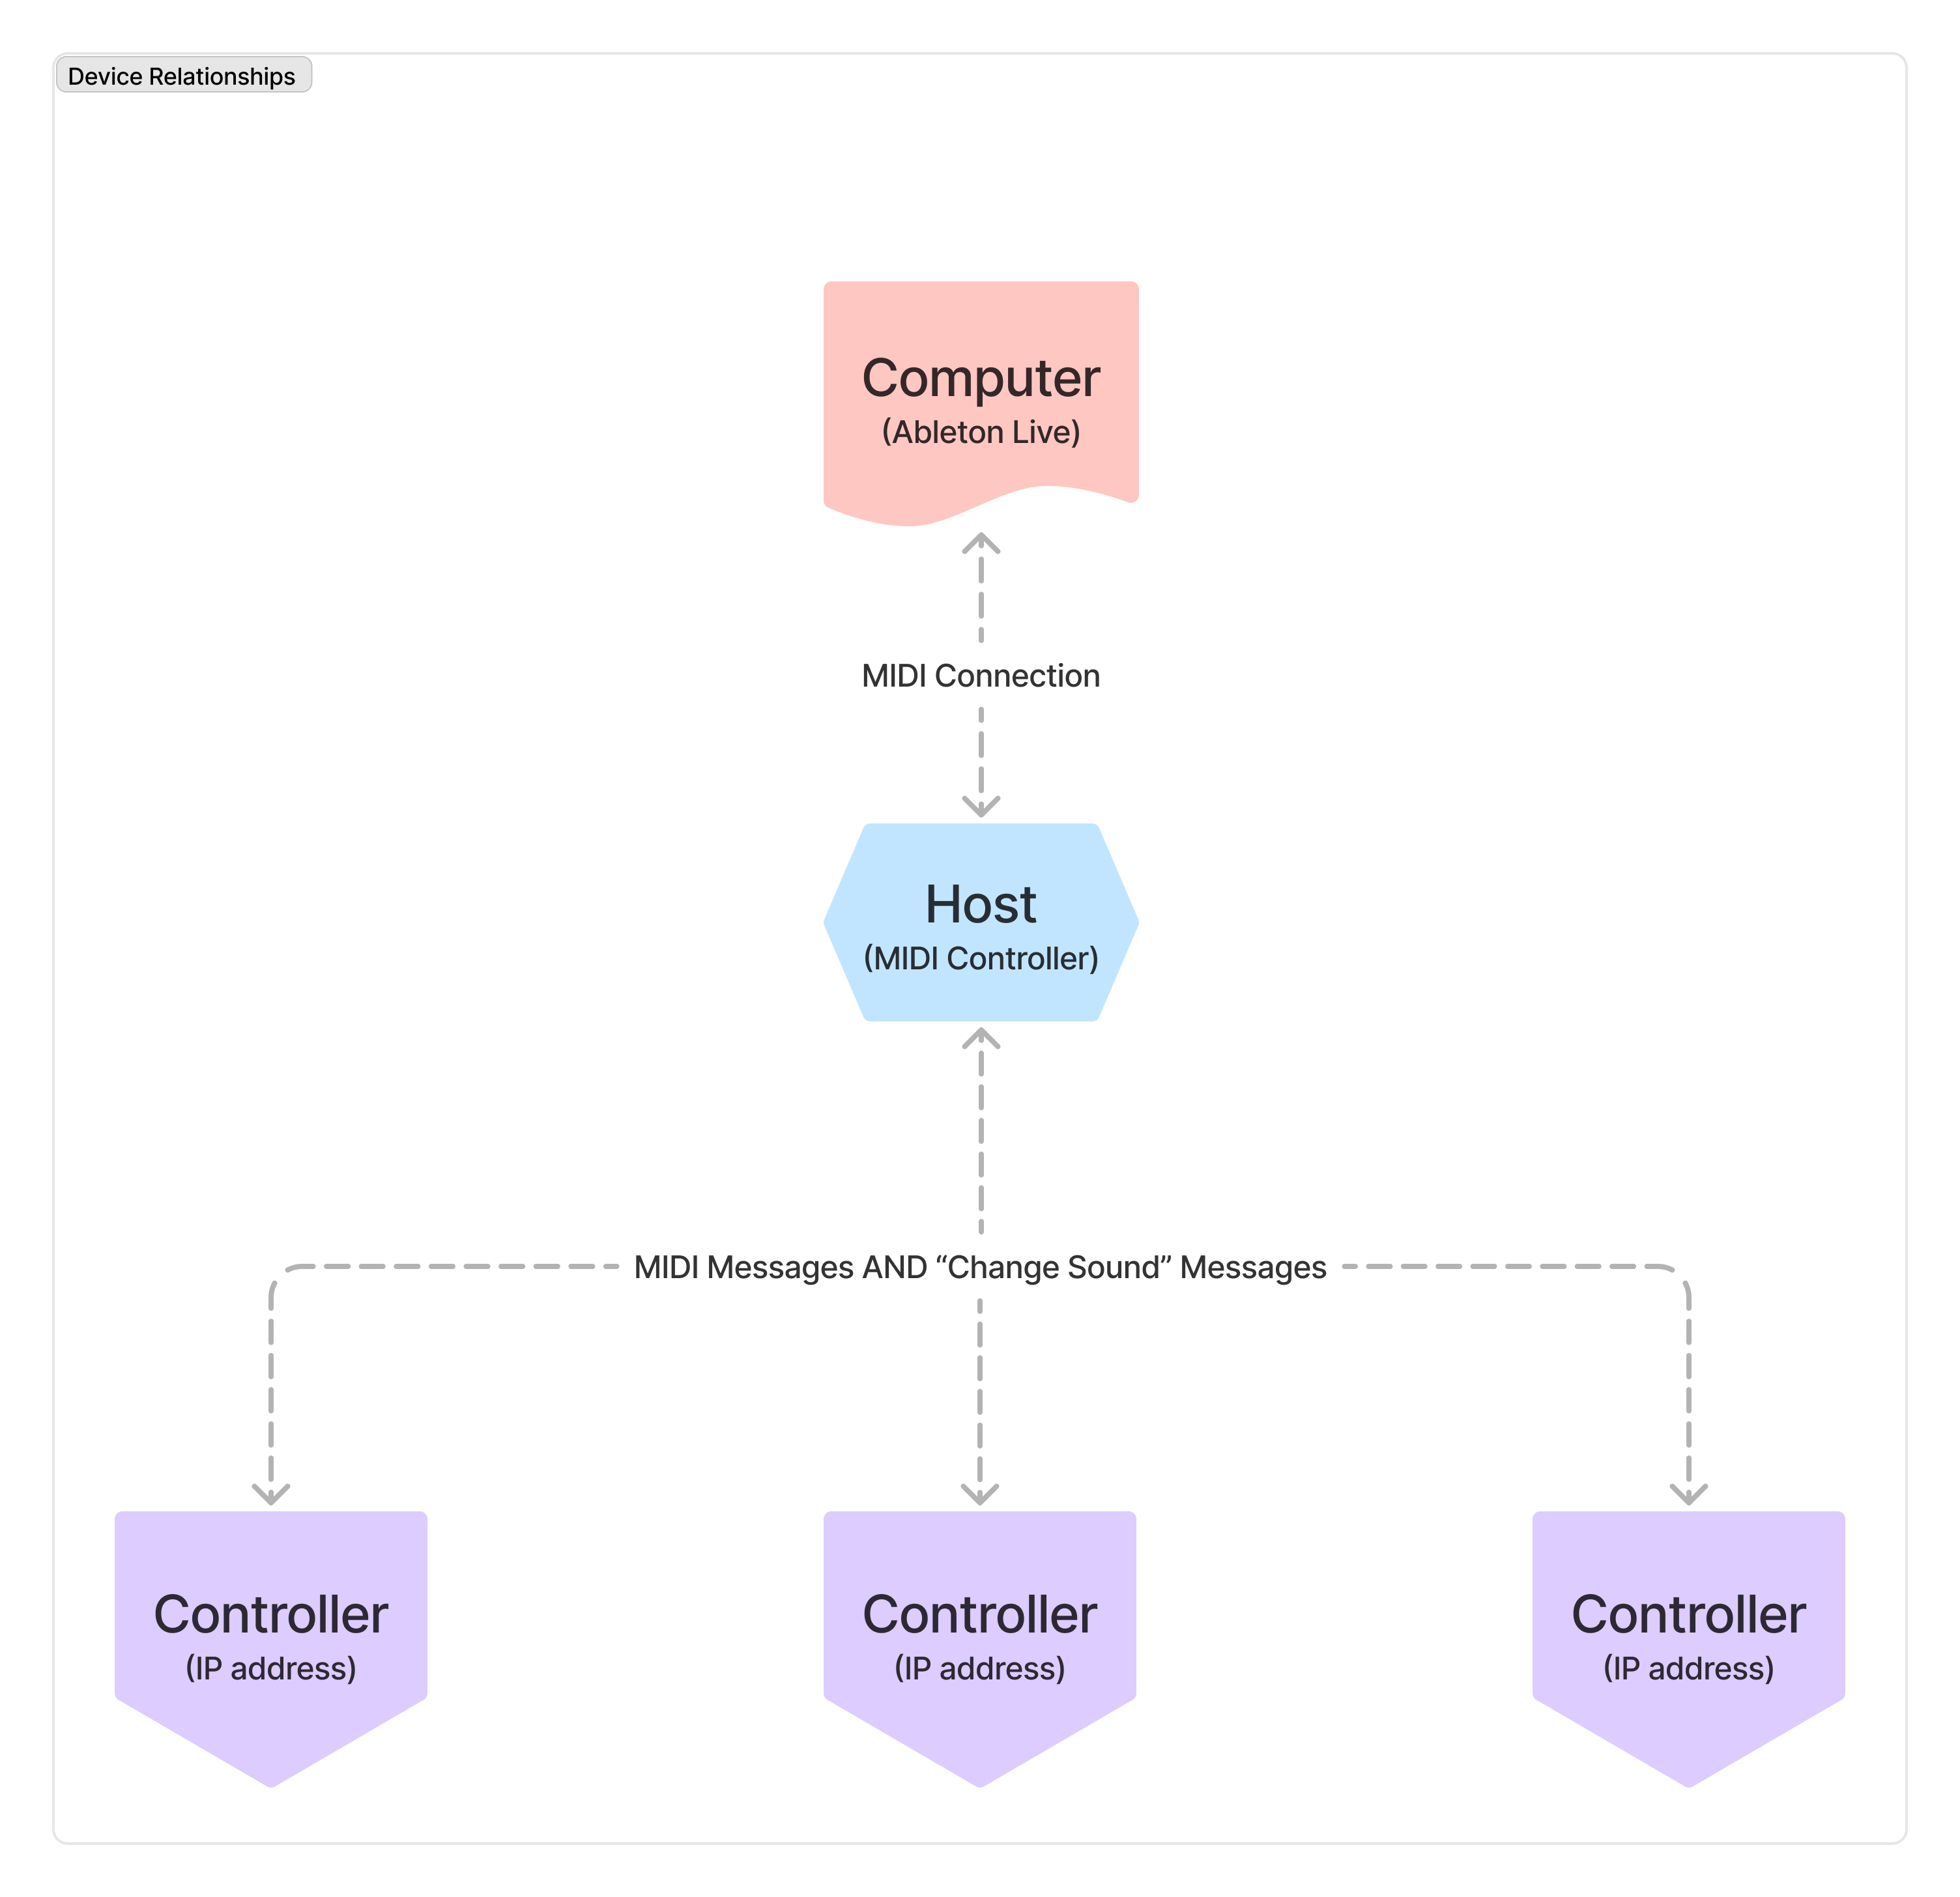 Device Relationships
Computer
(Ableton Live)
MIDI Connection
Host
(MIDI Controller)
MIDI Messages AND “Change Sound” Messages
Controller
(IP address)
Controller
(IP address)
Controller
(IP address)